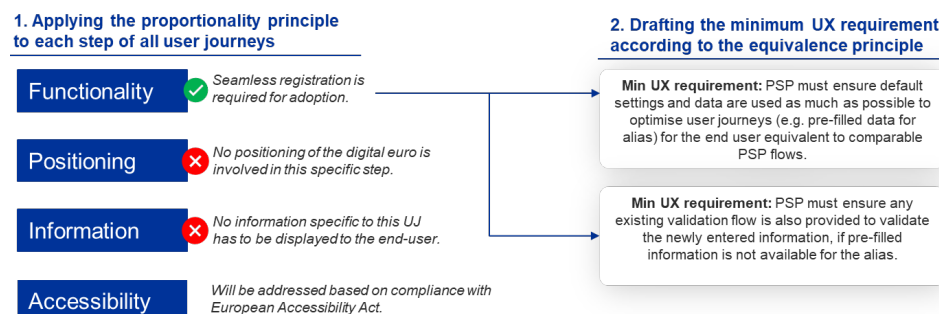 1. Applying the proportionality principle
to each step of all user journeys
2. Drafting the minimum UX requirement
according to the equivalence principle
Functionality
Seamless registration is
required for adoption.
Positioning
No positioning of the digital euro is
involved in this specific step.
Information
No information specific to this UJ
has to be displayed to the end-user.
Accessibility
Will be addressed based on compliance with
European Accessibility Act.
Min UX requirement: PSP must ensure default
settings and data are used as much as possible to
optimise user journeys (e.g. pre-filled data for
alias) for the end user equivalent to comparable
PSP flows.
Min UX requirement: PSP must ensure any
existing validation flow is also provided to validate
the newly entered information, if pre-filled
information is not available for the alias.